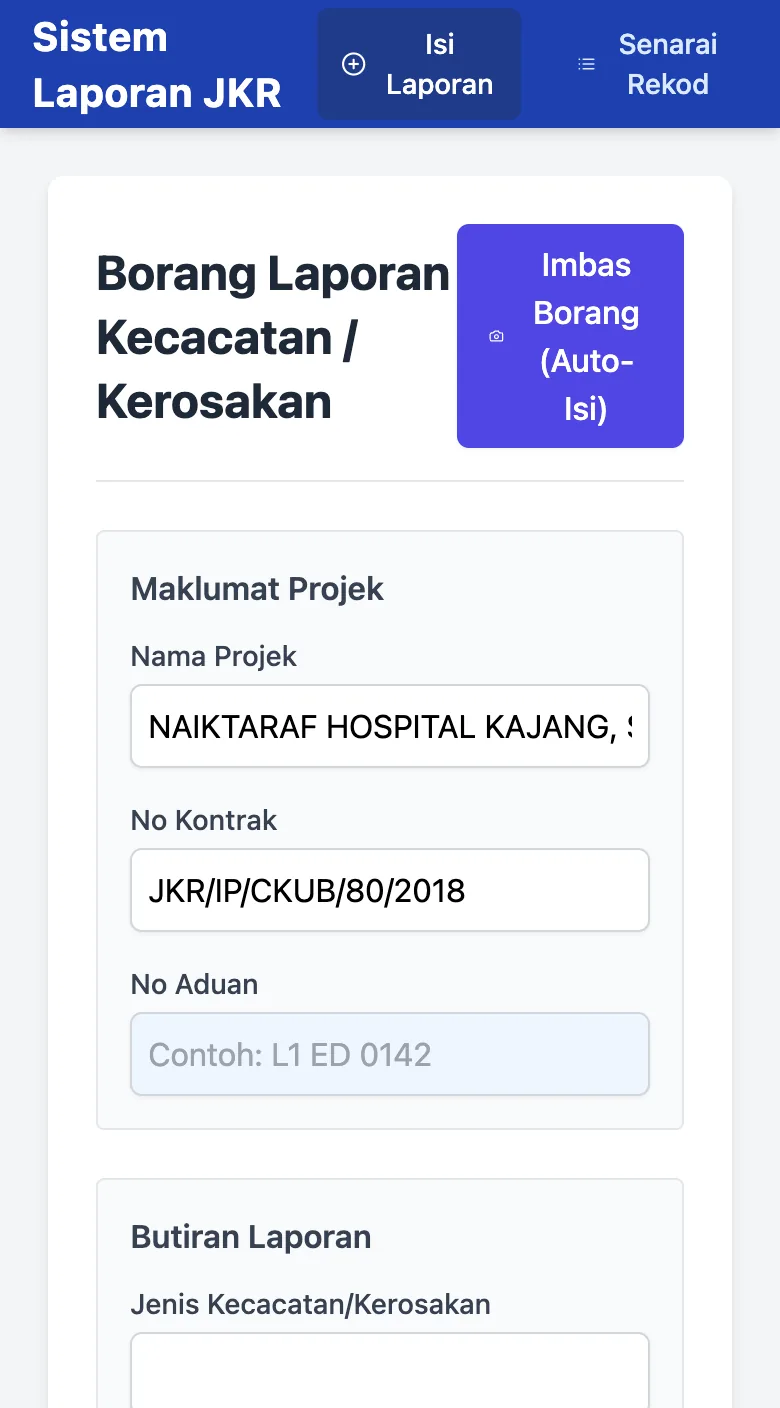 Sistem
Laporan JKR
Isi
Laporan
Senarai
Rekod
Borang Laporan
Kecacatan /
Kerosakan
Imbas
Borang
(Auto-
Isi)
Maklumat Projek
Nama Projek
NAIKTARAF HOSPITAL KAJANG,
No Kontrak
JKR/IP/CKUB/80/2018
No Aduan
Contoh: L1 ED 0142
Butiran Laporan
Jenis Kecacatan/Kerosakan